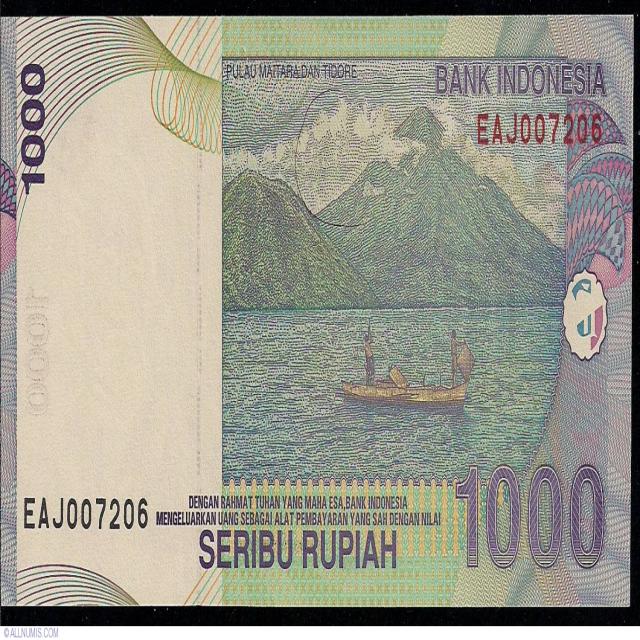 1000
PULAU MAITARA DAN TIDORE
BANK INDONESIA
EAJ007206
EAJ007206
DENGAN RAHMAT TUHAN YANG MAHA ESA, BANK INDONESIA
MENGELUARKAN UANG SEBAGAI ALAT PEMBAYARAN YANG SAH DENGAN NILAI
SERIBU RUPIAH
1000
© ALLNUMIS.COM